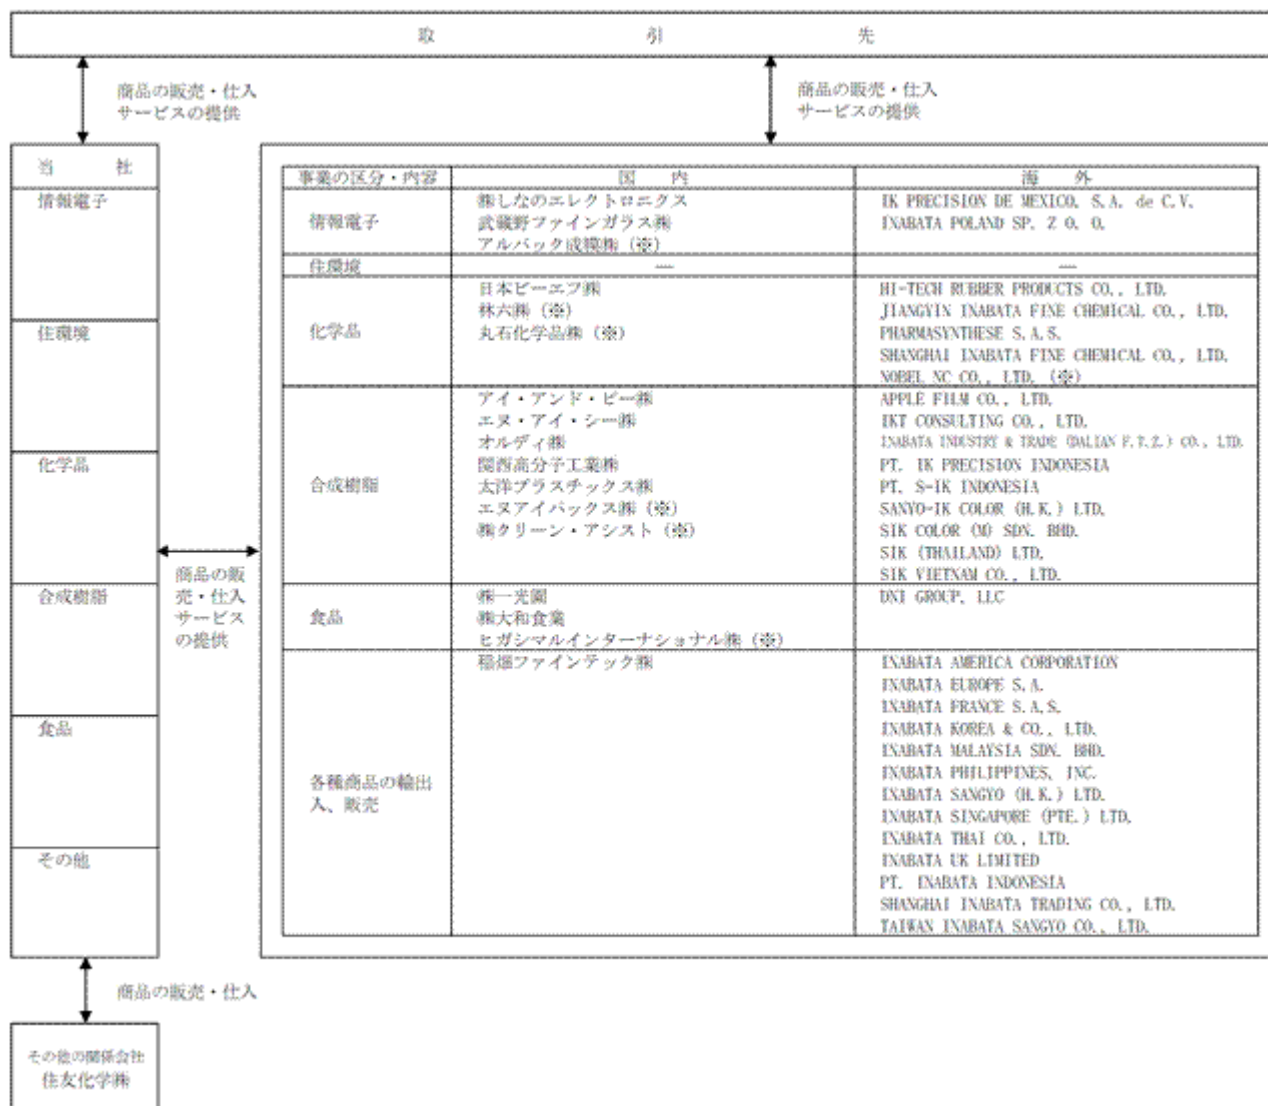 取引先
商品の販売・仕入
サービスの提供
商品の販売・仕入
サービスの提供
当社
情報電子
住環境
化学品
合成樹脂
食品
その他
商品の販
売・仕入
サービス
の提供
事業の区分・内容 国内 海外
情報電子
㈱しなのエレクトロニクス
武蔵野ファインガラス㈱
アルバック成膜㈱(※)
IK PRECISION DE MEXICO, S.A. de C.V.
INABATA POLAND SP. Z O. O.
住環境 ― ―
化学品
日本ピーエフ㈱
林六㈱(※)
丸石化学品㈱(※)
HI-TECH RUBBER PRODUCTS CO., LTD.
JIANGYIN INABATA FINE CHEMICAL CO., LTD.
PHARMASYNTHESE S.A.S.
SHANGHAI INABATA FINE CHEMICAL CO., LTD.
NOBEL NC CO., LTD. (※)
合成樹脂
アイ・アンド・ピー㈱
エヌ・アイ・シー㈱
オルディ㈱
関西高分子工業㈱
太洋プラスチックス㈱
エヌアイパックス㈱(※)
㈱クリーン・アシスト(※)
APPLE FILM CO., LTD.
IKT CONSULTING CO., LTD.
INABATA INDUSTRY & TRADE (DALIAN F.T.Z.) CO., LTD.
PT. IK PRECISION INDONESIA
PT. S-IK INDONESIA
SANYO-IK COLOR (H.K.) LTD.
SIK COLOR (M) SDN. BHD.
SIK (THAILAND) LTD.
SIK VIETNAM CO., LTD.
食品
㈱一光園
㈱大和食業
ヒガシマルインターナショナル㈱(※)
DNI GROUP, LLC
各種商品の輸出
入、販売
稲畑ファインテック㈱
INABATA AMERICA CORPORATION
INABATA EUROPE S.A.
INABATA FRANCE S.A.S.
INABATA KOREA & CO., LTD.
INABATA MALAYSIA SDN. BHD.
INABATA PHILIPPINES, INC.
INABATA SANGYO (H.K.) LTD.
INABATA SINGAPORE (PTE.) LTD.
INABATA THAI CO., LTD.
INABATA UK LIMITED
PT. INABATA INDONESIA
SHANGHAI INABATA TRADING CO., LTD.
TAIWAN INABATA SANGYO CO., LTD.
商品の販売・仕入
その他の関係会社
住友化学㈱